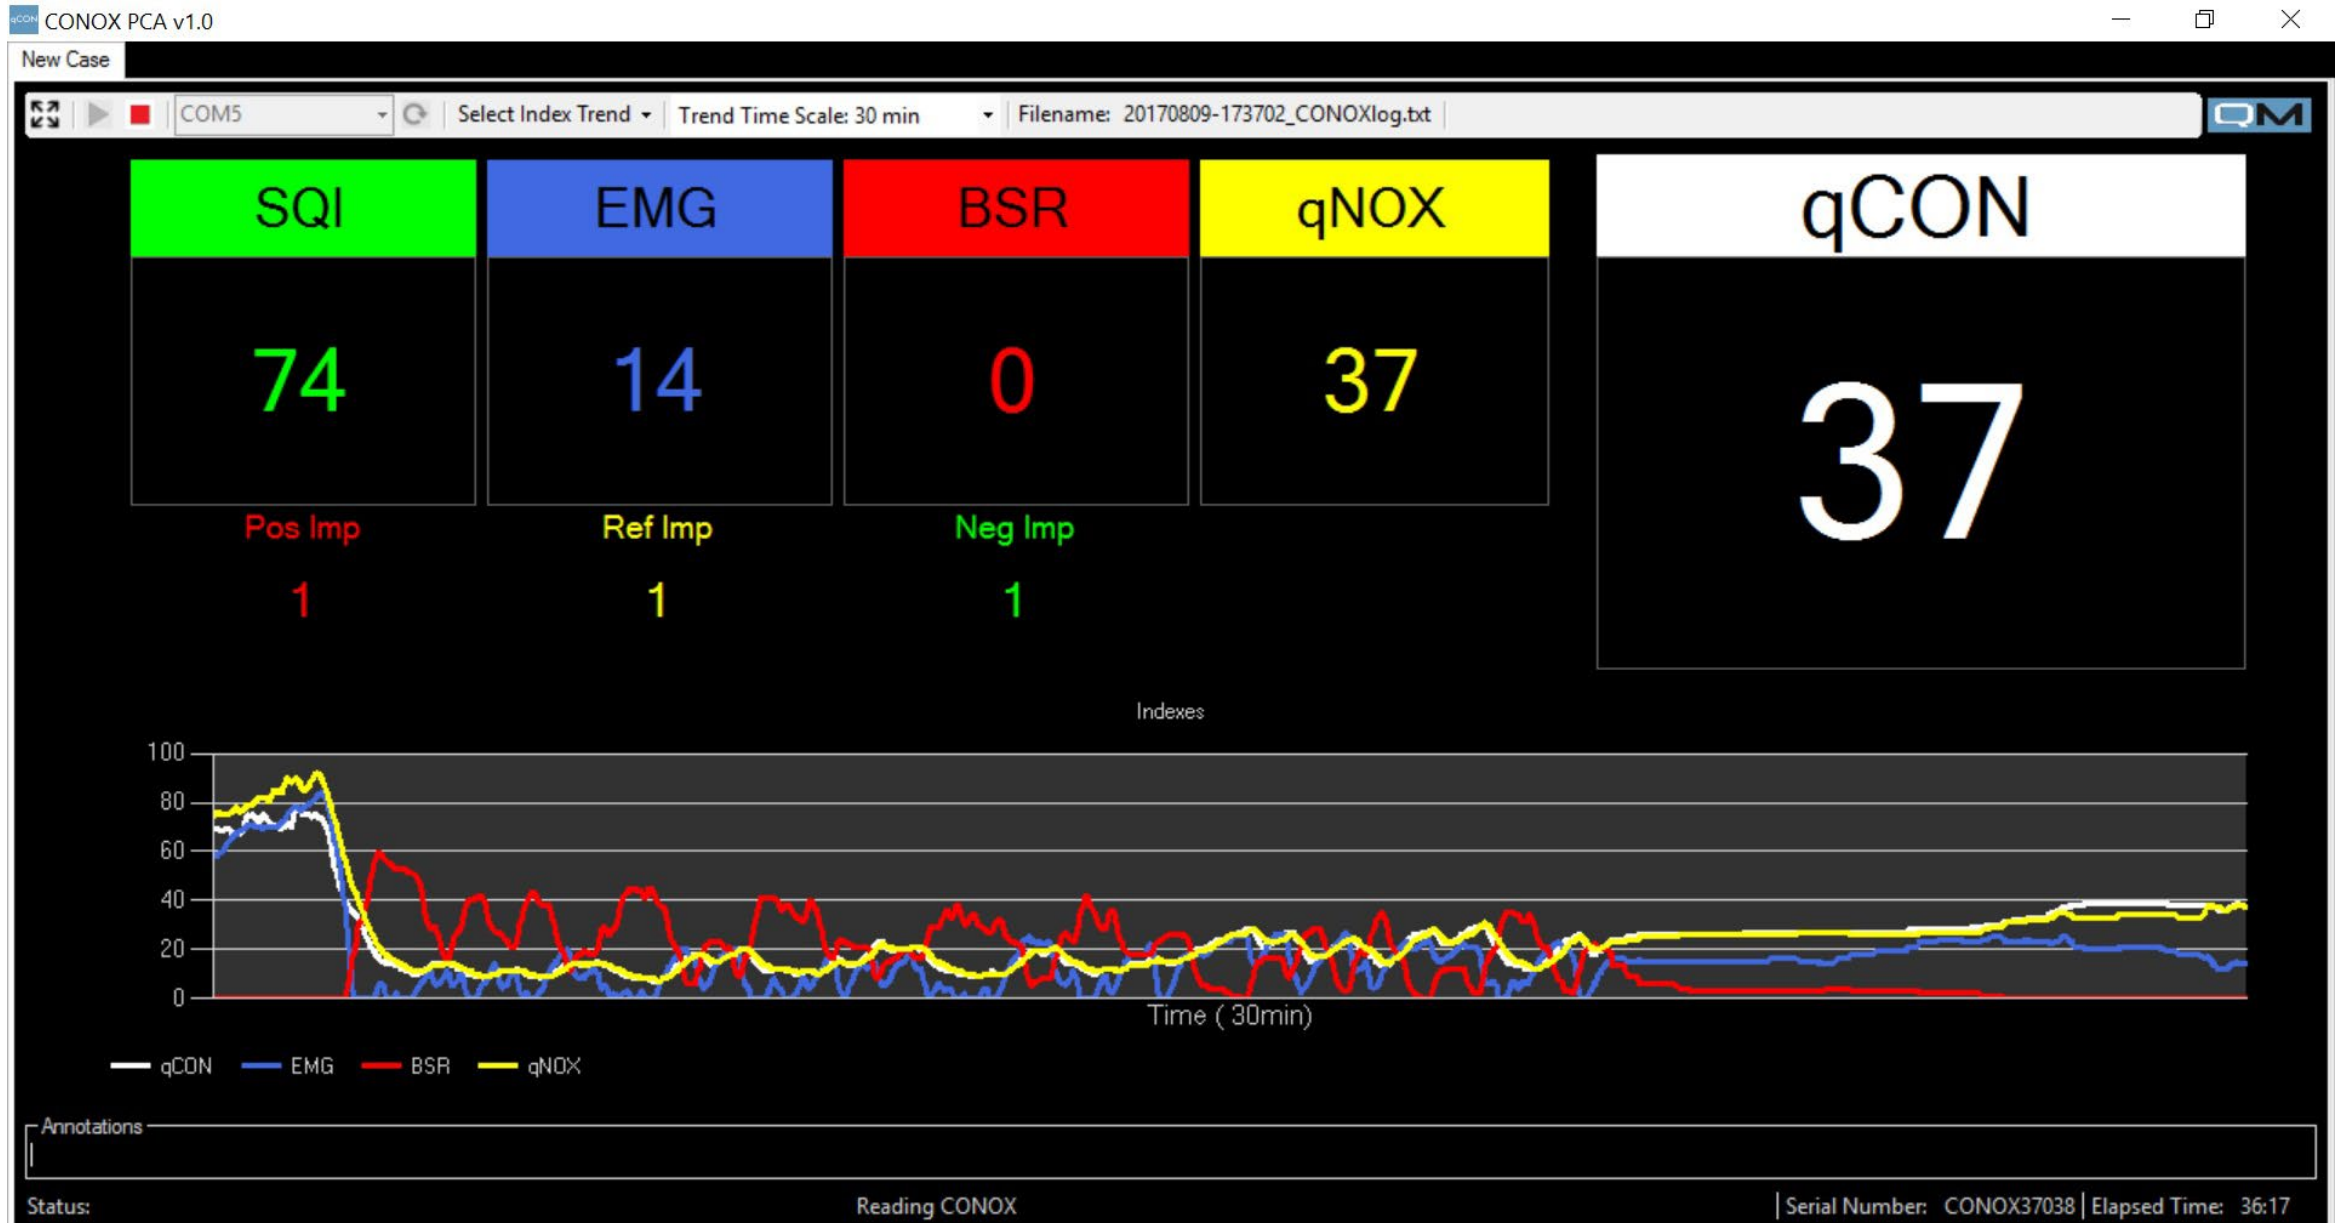 qCON CONOX PCA v1.0
New Case
COM5 Select Index Trend Trend Time Scale: 30 min Filename: 20170809-173702_CONOXlog.txt QM
SQI EMG BSR qNOX qCON
74 14 0 37 37
Pos Imp Ref Imp Neg Imp
1 1 1
Indexes
100
80
60
40
20
0
Time ( 30min)
qCON EMG BSR qNOX
Annotations
Status: Reading CONOX Serial Number: CONOX37038 Elapsed Time: 36:17